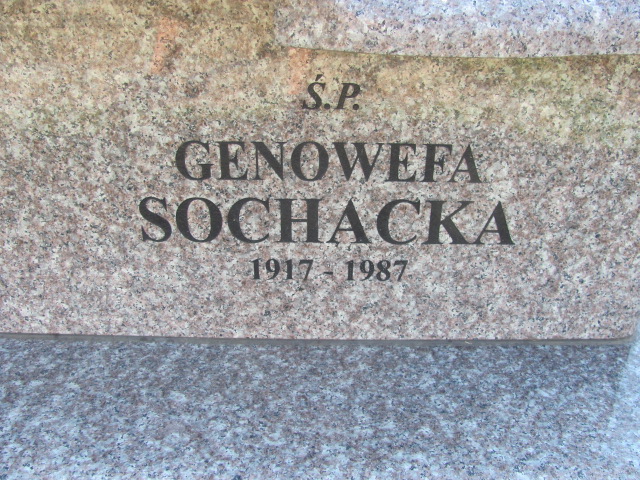 Ś.P.
GENOWEFA
SOCHACKA
1917 - 1987